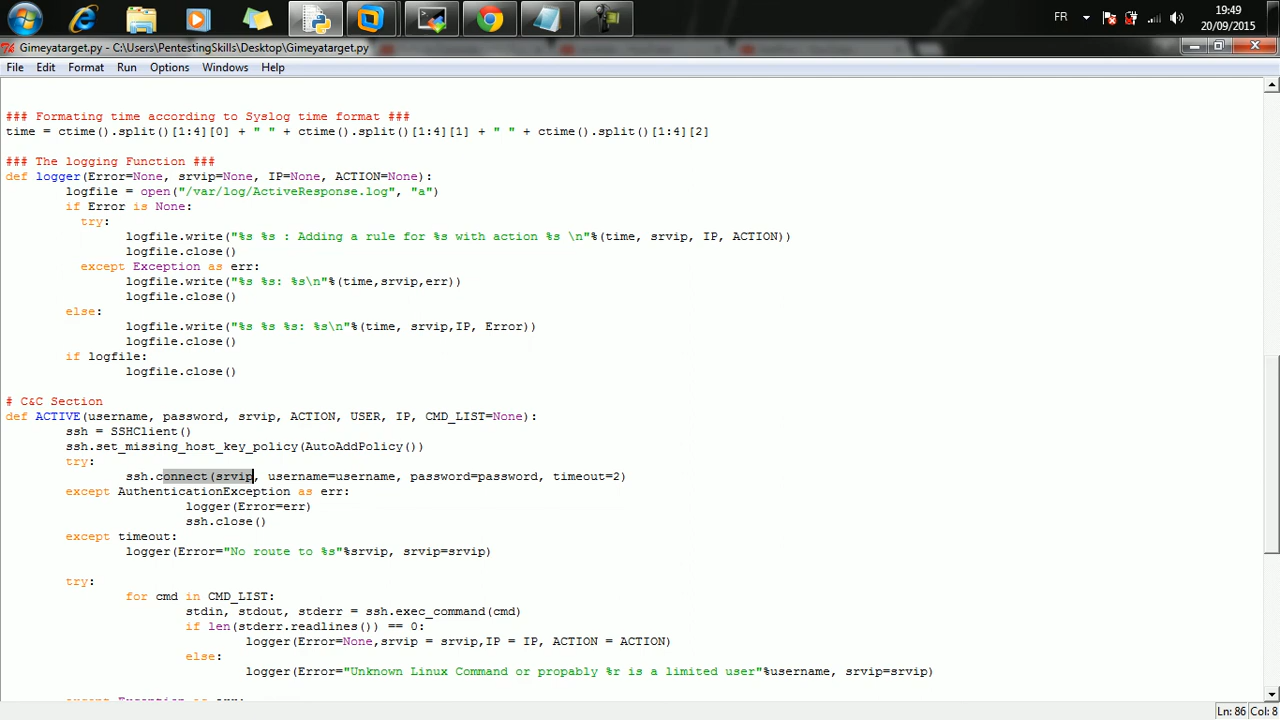 FR
19:49
20/09/2015
Gimeyatarget.py - C:\Users\PentestingSkills\Desktop\Gimeyatarget.py
File Edit Format Run Options Windows Help
### Formating time according to Syslog time format ###
time = ctime().split()[1:4][0] + " " + ctime().split()[1:4][1] + " " + ctime().split()[1:4][2]
### The logging Function ###
def logger(Error=None, srvip=None, IP=None, ACTION=None):
logfile = open("/var/log/ActiveResponse.log", "a")
if Error is None:
try:
logfile.write("%s %s : Adding a rule for %s with action %s \n"%(time, srvip, IP, ACTION))
logfile.close()
except Exception as err:
logfile.write("%s %s: %s\n"%(time,srvip,err))
logfile.close()
else:
logfile.write("%s %s %s: %s\n"%(time, srvip,IP, Error))
logfile.close()
if logfile:
logfile.close()
# C&C Section
def ACTIVE(username, password, srvip, ACTION, USER, IP, CMD_LIST=None):
ssh = SSHClient()
ssh.set_missing_host_key_policy(AutoAddPolicy())
try:
ssh.connect(srvip, username=username, password=password, timeout=2)
except AuthenticationException as err:
logger(Error=err)
ssh.close()
except timeout:
logger(Error="No route to %s"%srvip, srvip=srvip)
try:
for cmd in CMD_LIST:
stdin, stdout, stderr = ssh.exec_command(cmd)
if len(stderr.readlines()) == 0:
logger(Error=None,srvip = srvip,IP = IP, ACTION = ACTION)
else:
logger(Error="Unknown Linux Command or propably %r is a limited user"%username, srvip=srvip)
except Exception as err:
Ln: 86 Col: 8